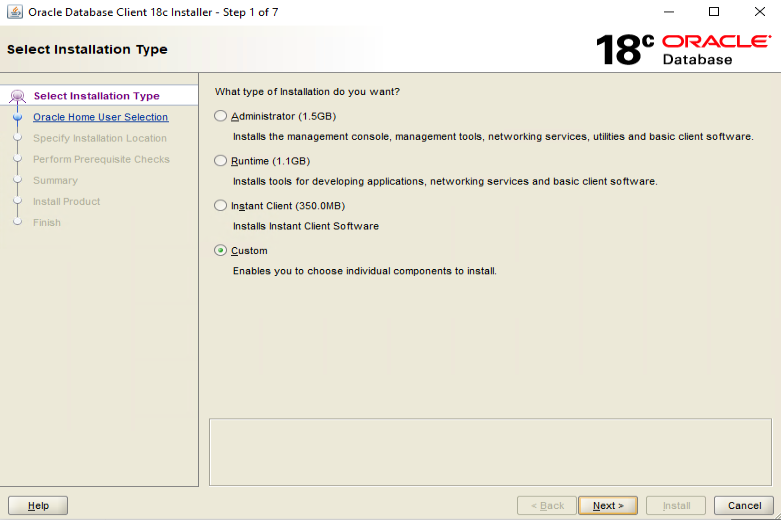 Oracle Database Client 18c Installer - Step 1 of 7
Select Installation Type
18c ORACLE
Database
Select Installation Type
Oracle Home User Selection
Specify Installation Location
Perform Prerequisite Checks
Summary
Install Product
Finish
What type of Installation do you want?
Administrator (1.5GB)
Installs the management console, management tools, networking services, utilities and basic client software.
Runtime (1.1GB)
Installs tools for developing applications, networking services and basic client software.
Instant Client (350.0MB)
Installs Instant Client Software
Custom
Enables you to choose individual components to install.
Help
< Back
Next >
Install
Cancel